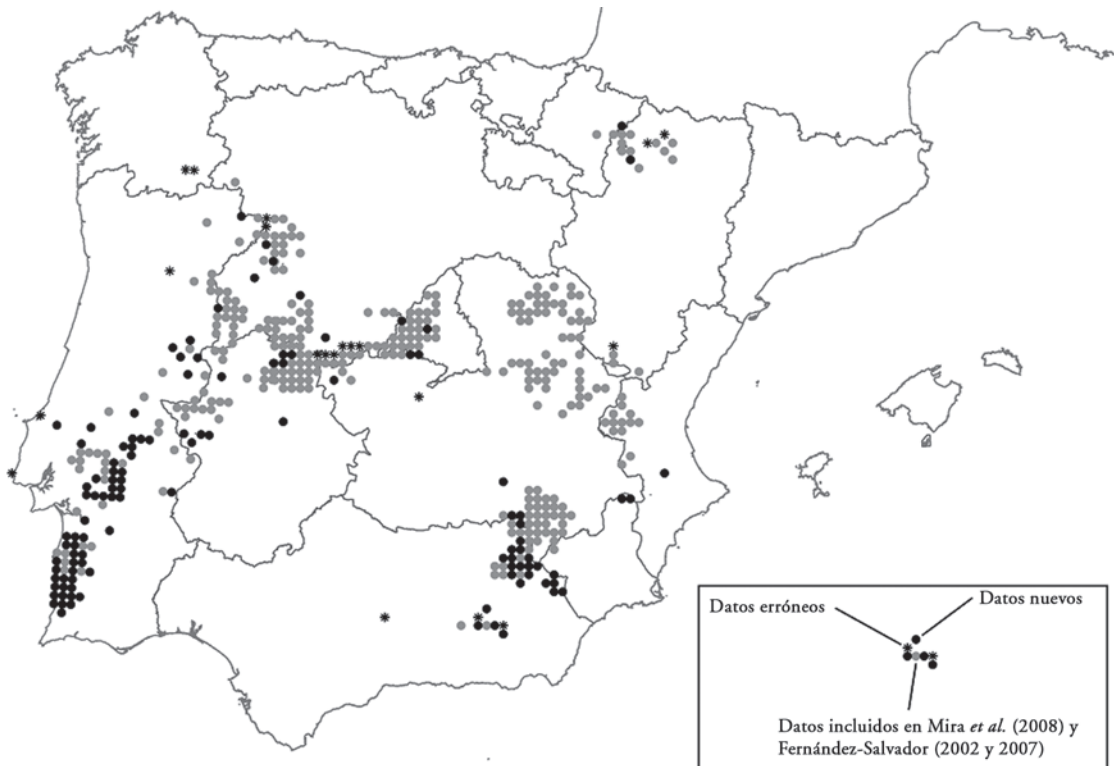 Datos erróneos
Datos nuevos
Datos incluidos en Mira et al. (2008) y
Fernández-Salvador (2002 y 2007)